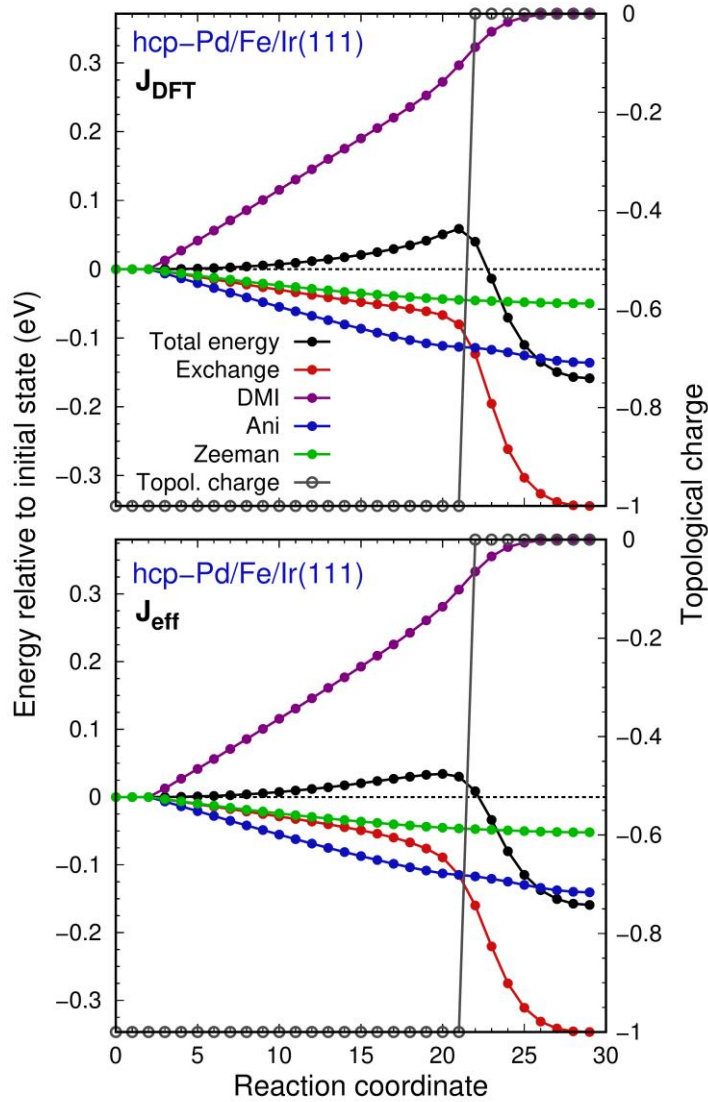 hcp−Pd/Fe/Ir(111)
J_DFT
0.3
0.2
0.1
0
−0.1
−0.2
−0.3
0
−0.2
−0.4
−0.6
−0.8
−1
Total energy
Exchange
DMI
Ani
Zeeman
Topol. charge
Energy relative to initial state (eV)
Topological charge
hcp−Pd/Fe/Ir(111)
J_eff
0.3
0.2
0.1
0
−0.1
−0.2
−0.3
0
−0.2
−0.4
−0.6
−0.8
−1
0 5 10 15 20 25 30
Reaction coordinate